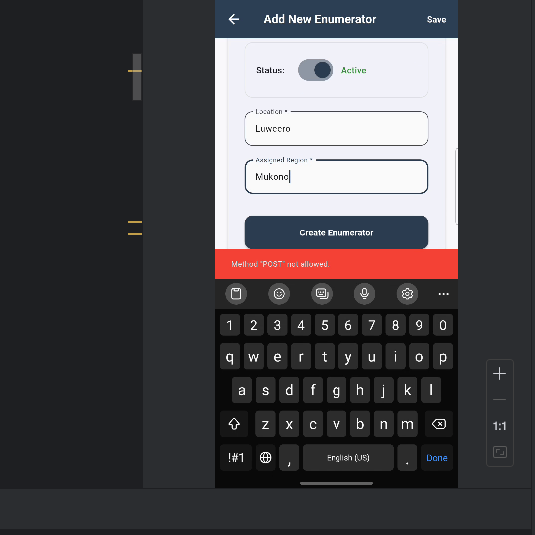 Add New Enumerator
Save
Status:
Active
Location *
Luweero
Assigned Region *
Mukono
Create Enumerator
Method "POST" not allowed.
1 2 3 4 5 6 7 8 9 0
q w e r t y u i o p
a s d f g h j k l
z x c v b n m
!#1 , English (US) . Done
1:1